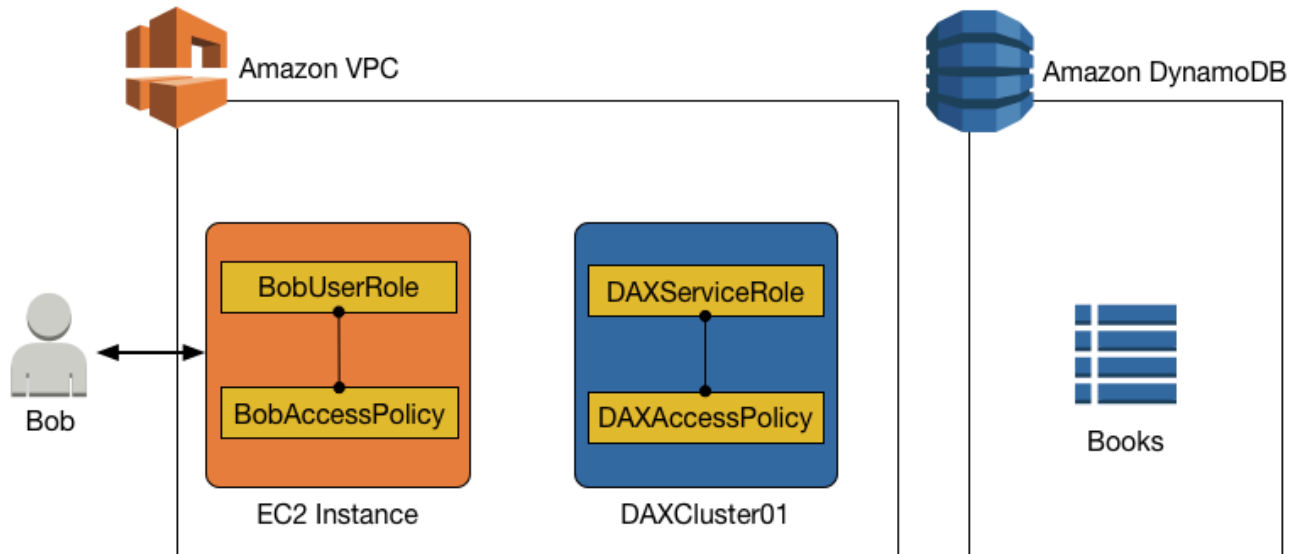 Amazon VPC
Amazon DynamoDB
BobUserRole
DAXServiceRole
BobAccessPolicy
DAXAccessPolicy
Bob
Books
EC2 Instance
DAXCluster01